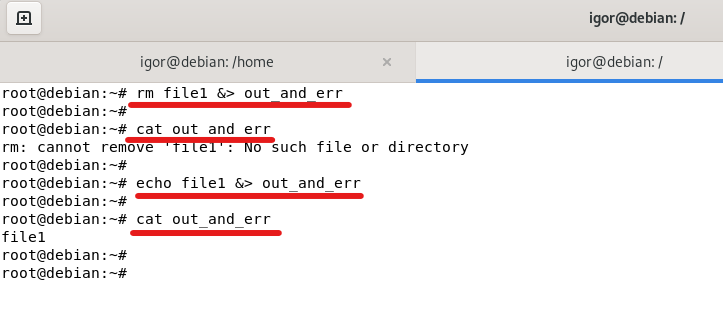 igor@debian: /
igor@debian: /home ×
igor@debian: /
root@debian:~# rm file1 &> out_and_err
root@debian:~#
root@debian:~# cat out_and_err
rm: cannot remove 'file1': No such file or directory
root@debian:~#
root@debian:~# echo file1 &> out_and_err
root@debian:~#
root@debian:~# cat out_and_err
file1
root@debian:~#
root@debian:~#